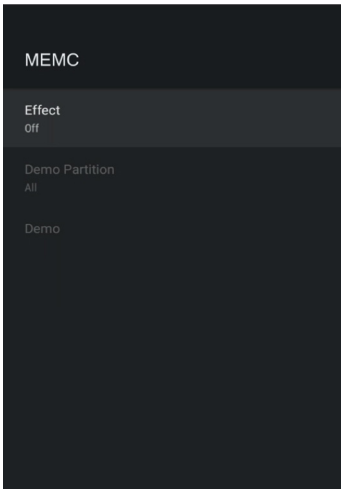 MEMC
Effect
Off
Demo Partition
All
Demo